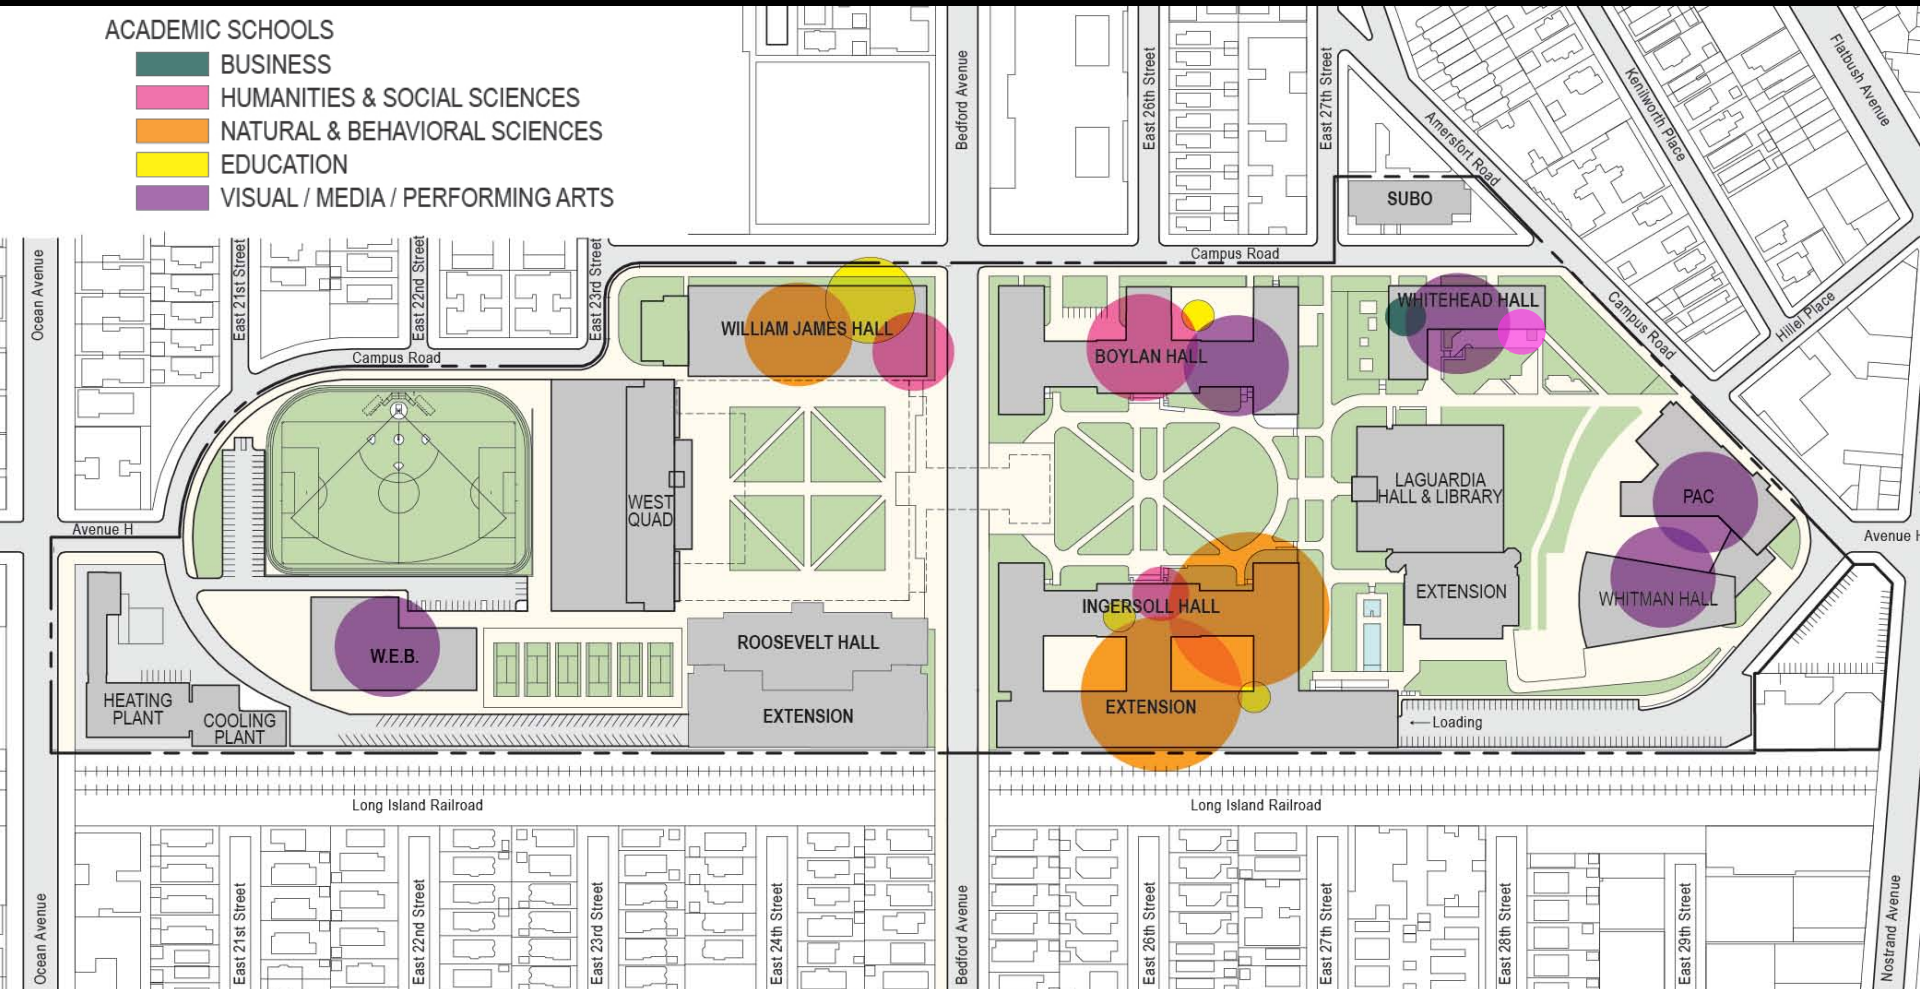 ACADEMIC SCHOOLS
BUSINESS
HUMANITIES & SOCIAL SCIENCES
NATURAL & BEHAVIORAL SCIENCES
EDUCATION
VISUAL / MEDIA / PERFORMING ARTS
Bedford Avenue
East 26th Street
East 27th Street
Amersfort Road
Kenilworth Place
Flatbush Avenue
SUBO
Campus Road
Ocean Avenue
East 21st Street
East 22nd Street
East 23rd Street
Campus Road
WILLIAM JAMES HALL
BOYLAN HALL
WHITEHEAD HALL
Campus Road
Hillel Place
WEST
QUAD
LAGUARDIA
HALL & LIBRARY
PAC
Avenue H
Avenue H
EXTENSION
WHITMAN HALL
INGERSOLL HALL
ROOSEVELT HALL
W.E.B.
HEATING
PLANT
COOLING
PLANT
EXTENSION
EXTENSION
Loading
Long Island Railroad
Long Island Railroad
Ocean Avenue
East 21st Street
East 22nd Street
East 23rd Street
East 24th Street
Bedford Avenue
East 26th Street
East 27th Street
East 28th Street
East 29th Street
Nostrand Avenue